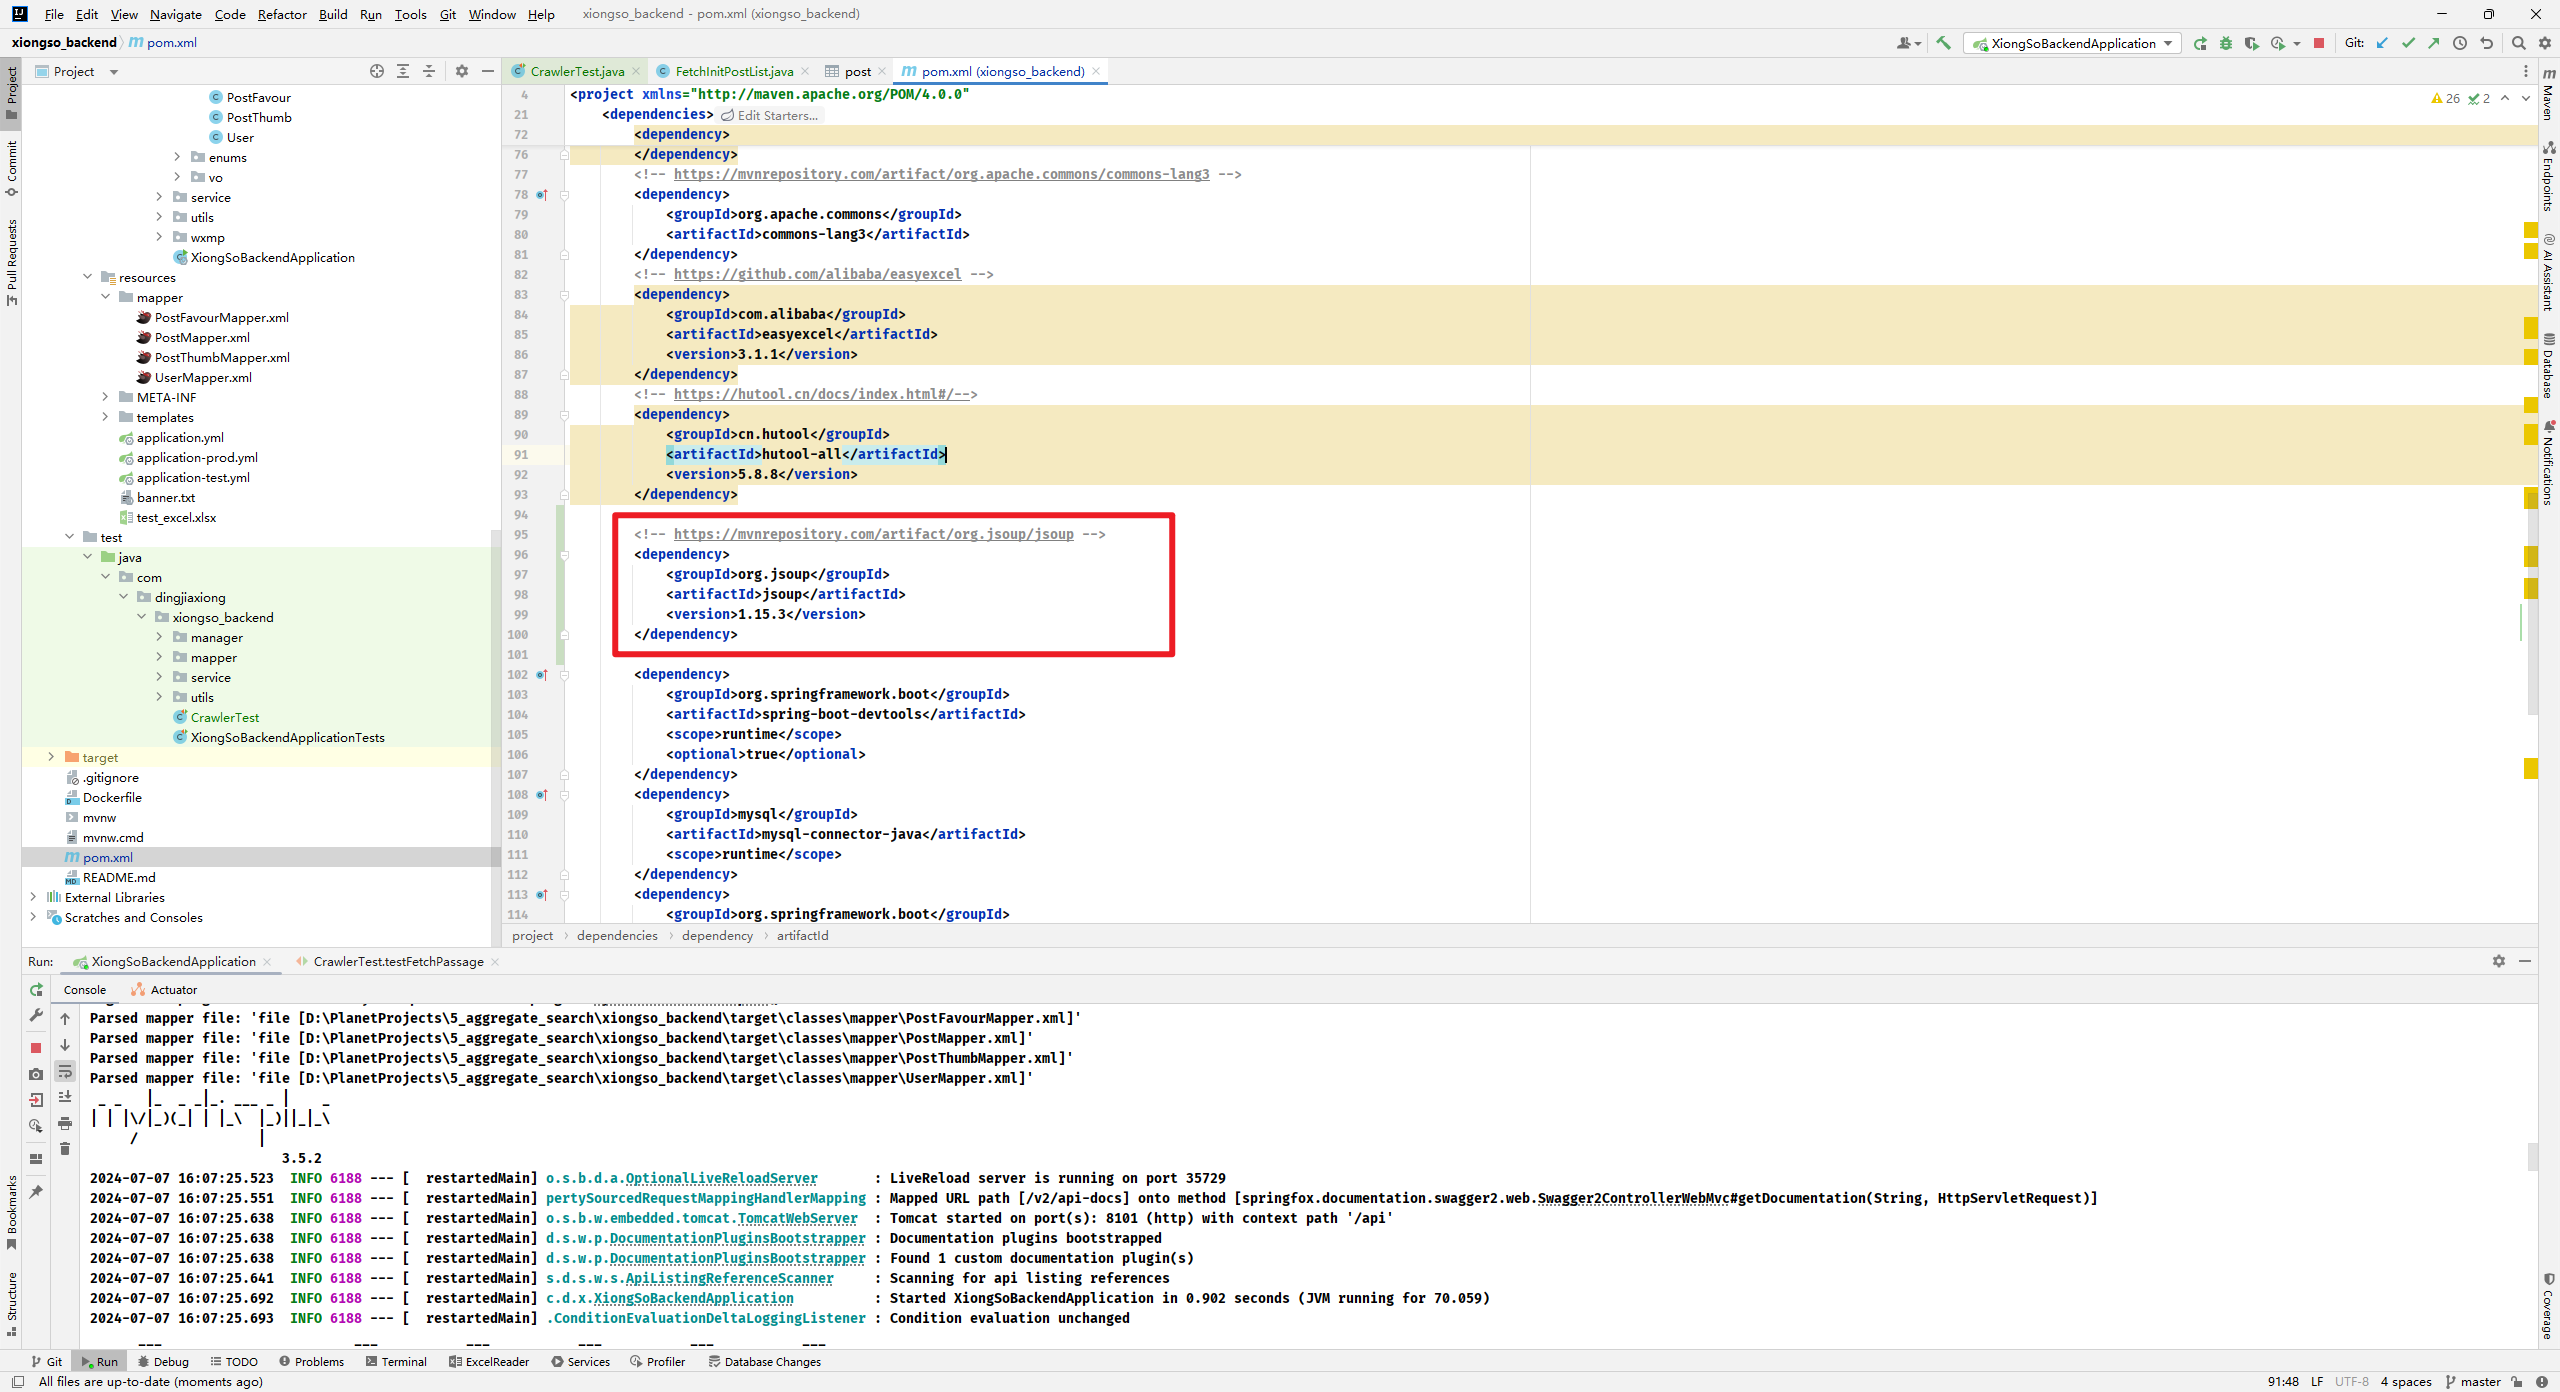 File Edit View Navigate Code Refactor Build Run Tools Git Window Help xiongso_backend - pom.xml (xiongso_backend)
xiongso_backend pom.xml XiongSoBackendApplication Git:
Project
CrawlerTest.java FetchInitPostList.java post pom.xml (xiongso_backend)
Project
Commit
Pull Requests
Bookmarks
Structure
PostFavour
PostThumb
User
enums
vo
service
utils
wxmp
XiongSoBackendApplication
resources
mapper
PostFavourMapper.xml
PostMapper.xml
PostThumbMapper.xml
UserMapper.xml
META-INF
templates
application.yml
application-prod.yml
application-test.yml
banner.txt
test_excel.xlsx
test
java
com
dingjiaxiong
xiongso_backend
manager
mapper
service
utils
CrawlerTest
XiongSoBackendApplicationTests
target
.gitignore
Dockerfile
mvnw
mvnw.cmd
pom.xml
README.md
External Libraries
Scratches and Consoles
4 <project xmlns="http://maven.apache.org/POM/4.0.0"
21 <dependencies> Edit Starters...
72 <dependency>
76 </dependency>
77 <!-- https://mvnrepository.com/artifact/org.apache.commons/commons-lang3 -->
78 <dependency>
79 <groupId>org.apache.commons</groupId>
80 <artifactId>commons-lang3</artifactId>
81 </dependency>
82 <!-- https://github.com/alibaba/easyexcel -->
83 <dependency>
84 <groupId>com.alibaba</groupId>
85 <artifactId>easyexcel</artifactId>
86 <version>3.1.1</version>
87 </dependency>
88 <!-- https://hutool.cn/docs/index.html#/-->
89 <dependency>
90 <groupId>cn.hutool</groupId>
91 <artifactId>hutool-all</artifactId>
92 <version>5.8.8</version>
93 </dependency>
94
95 <!-- https://mvnrepository.com/artifact/org.jsoup/jsoup -->
96 <dependency>
97 <groupId>org.jsoup</groupId>
98 <artifactId>jsoup</artifactId>
99 <version>1.15.3</version>
100 </dependency>
101
102 <dependency>
103 <groupId>org.springframework.boot</groupId>
104 <artifactId>spring-boot-devtools</artifactId>
105 <scope>runtime</scope>
106 <optional>true</optional>
107 </dependency>
108 <dependency>
109 <groupId>mysql</groupId>
110 <artifactId>mysql-connector-java</artifactId>
111 <scope>runtime</scope>
112 </dependency>
113 <dependency>
114 <groupId>org.springframework.boot</groupId>
26 2
project dependencies dependency artifactId
Maven
Endpoints
AI Assistant
Database
Notifications
Coverage
Run: XiongSoBackendApplication CrawlerTest.testFetchPassage
Console Actuator
Parsed mapper file: 'file [D:\PlanetProjects\5_aggregate_search\xiongso_backend\target\classes\mapper\PostFavourMapper.xml]'
Parsed mapper file: 'file [D:\PlanetProjects\5_aggregate_search\xiongso_backend\target\classes\mapper\PostMapper.xml]'
Parsed mapper file: 'file [D:\PlanetProjects\5_aggregate_search\xiongso_backend\target\classes\mapper\PostThumbMapper.xml]'
Parsed mapper file: 'file [D:\PlanetProjects\5_aggregate_search\xiongso_backend\target\classes\mapper\UserMapper.xml]'
 _ _   |_  _ _|_. ___ _ |    _
| | |\/|_)(_| | |_\  |_)||_|_\
     /               |
3.5.2
2024-07-07 16:07:25.523 INFO 6188 --- [ restartedMain] o.s.b.d.a.OptionalLiveReloadServer : LiveReload server is running on port 35729
2024-07-07 16:07:25.551 INFO 6188 --- [ restartedMain] pertySourcedRequestMappingHandlerMapping : Mapped URL path [/v2/api-docs] onto method [springfox.documentation.swagger2.web.Swagger2ControllerWebMvc#getDocumentation(String, HttpServletRequest)]
2024-07-07 16:07:25.638 INFO 6188 --- [ restartedMain] o.s.b.w.embedded.tomcat.TomcatWebServer : Tomcat started on port(s): 8101 (http) with context path '/api'
2024-07-07 16:07:25.638 INFO 6188 --- [ restartedMain] d.s.w.p.DocumentationPluginsBootstrapper : Documentation plugins bootstrapped
2024-07-07 16:07:25.638 INFO 6188 --- [ restartedMain] d.s.w.p.DocumentationPluginsBootstrapper : Found 1 custom documentation plugin(s)
2024-07-07 16:07:25.641 INFO 6188 --- [ restartedMain] s.d.s.w.s.ApiListingReferenceScanner : Scanning for api listing references
2024-07-07 16:07:25.692 INFO 6188 --- [ restartedMain] c.d.x.XiongSoBackendApplication : Started XiongSoBackendApplication in 0.902 seconds (JVM running for 70.059)
2024-07-07 16:07:25.693 INFO 6188 --- [ restartedMain] .ConditionEvaluationDeltaLoggingListener : Condition evaluation unchanged
Git Run Debug TODO Problems Terminal ExcelReader Services Profiler Database Changes
All files are up-to-date (moments ago) 91:48 LF UTF-8 4 spaces master